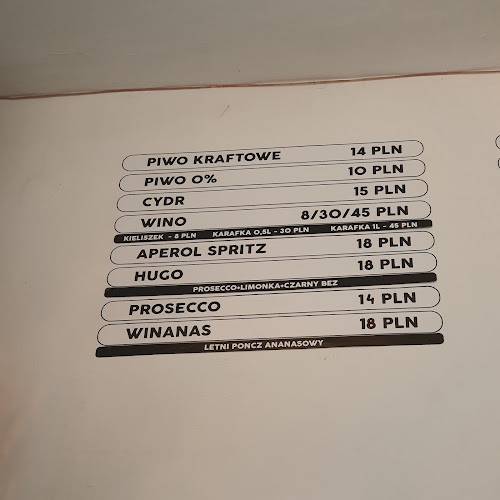 PIWO KRAFTOWE 14 PLN
PIWO 0% 10 PLN
CYDR 15 PLN
WINO 8/30/45 PLN
KIELISZEK - 8 PLN KARAFKA 0,5L - 30 PLN KARAFKA 1L - 45 PLN
APEROL SPRITZ 18 PLN
HUGO 18 PLN
PROSECCO+LIMONKA+CZARNY BEZ
PROSECCO 14 PLN
WINANAS 18 PLN
LETNI PONCZ ANANASOWY